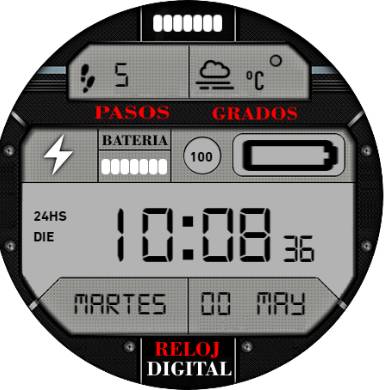 5 °C
PASOS GRADOS
BATERIA
100
24HS
DIE
10:08 36
MARTES 00 MAY
RELOJ
DIGITAL